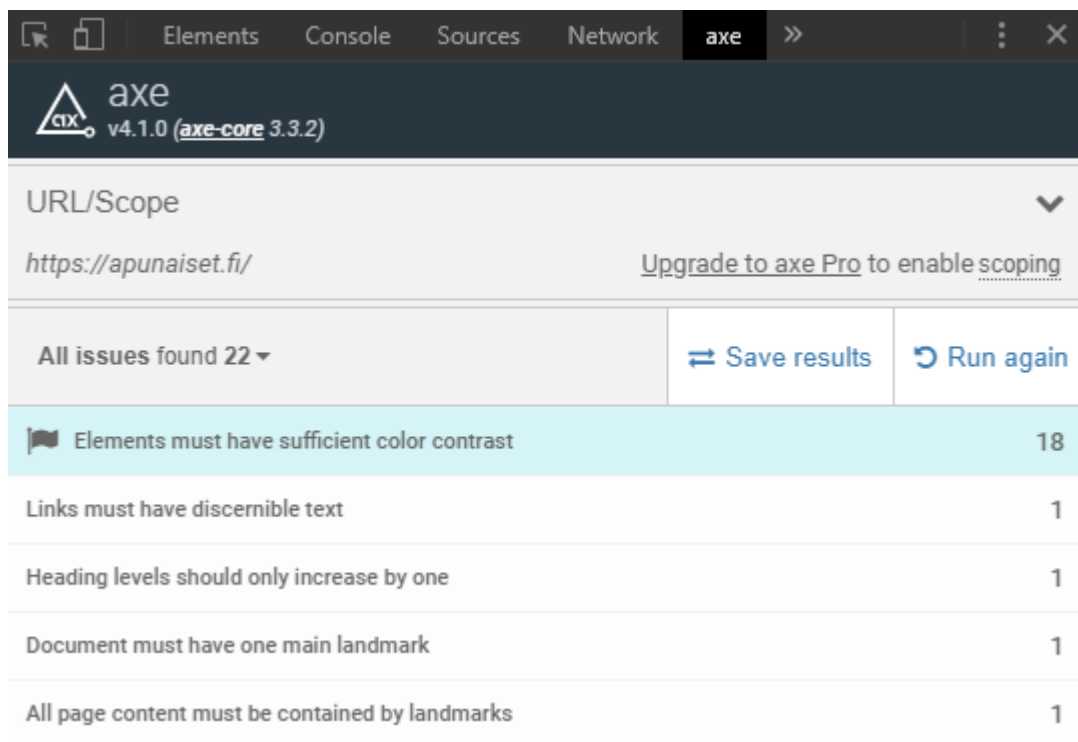 Elements Console Sources Network axe »
axe
v4.1.0 (axe-core 3.3.2)
URL/Scope
https://apunaiset.fi/ Upgrade to axe Pro to enable scoping
All issues found 22 Save results Run again
Elements must have sufficient color contrast 18
Links must have discernible text 1
Heading levels should only increase by one 1
Document must have one main landmark 1
All page content must be contained by landmarks 1